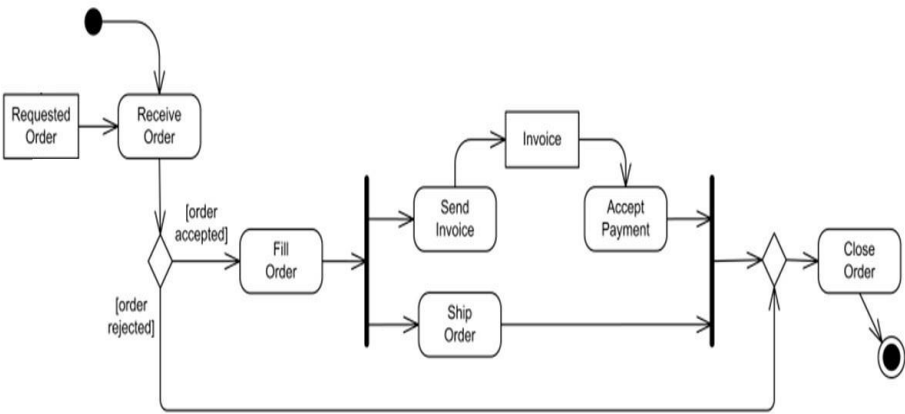 Requested
Order
Receive
Order
[order
accepted]
[order
rejected]
Fill
Order
Send
Invoice
Invoice
Accept
Payment
Ship
Order
Close
Order